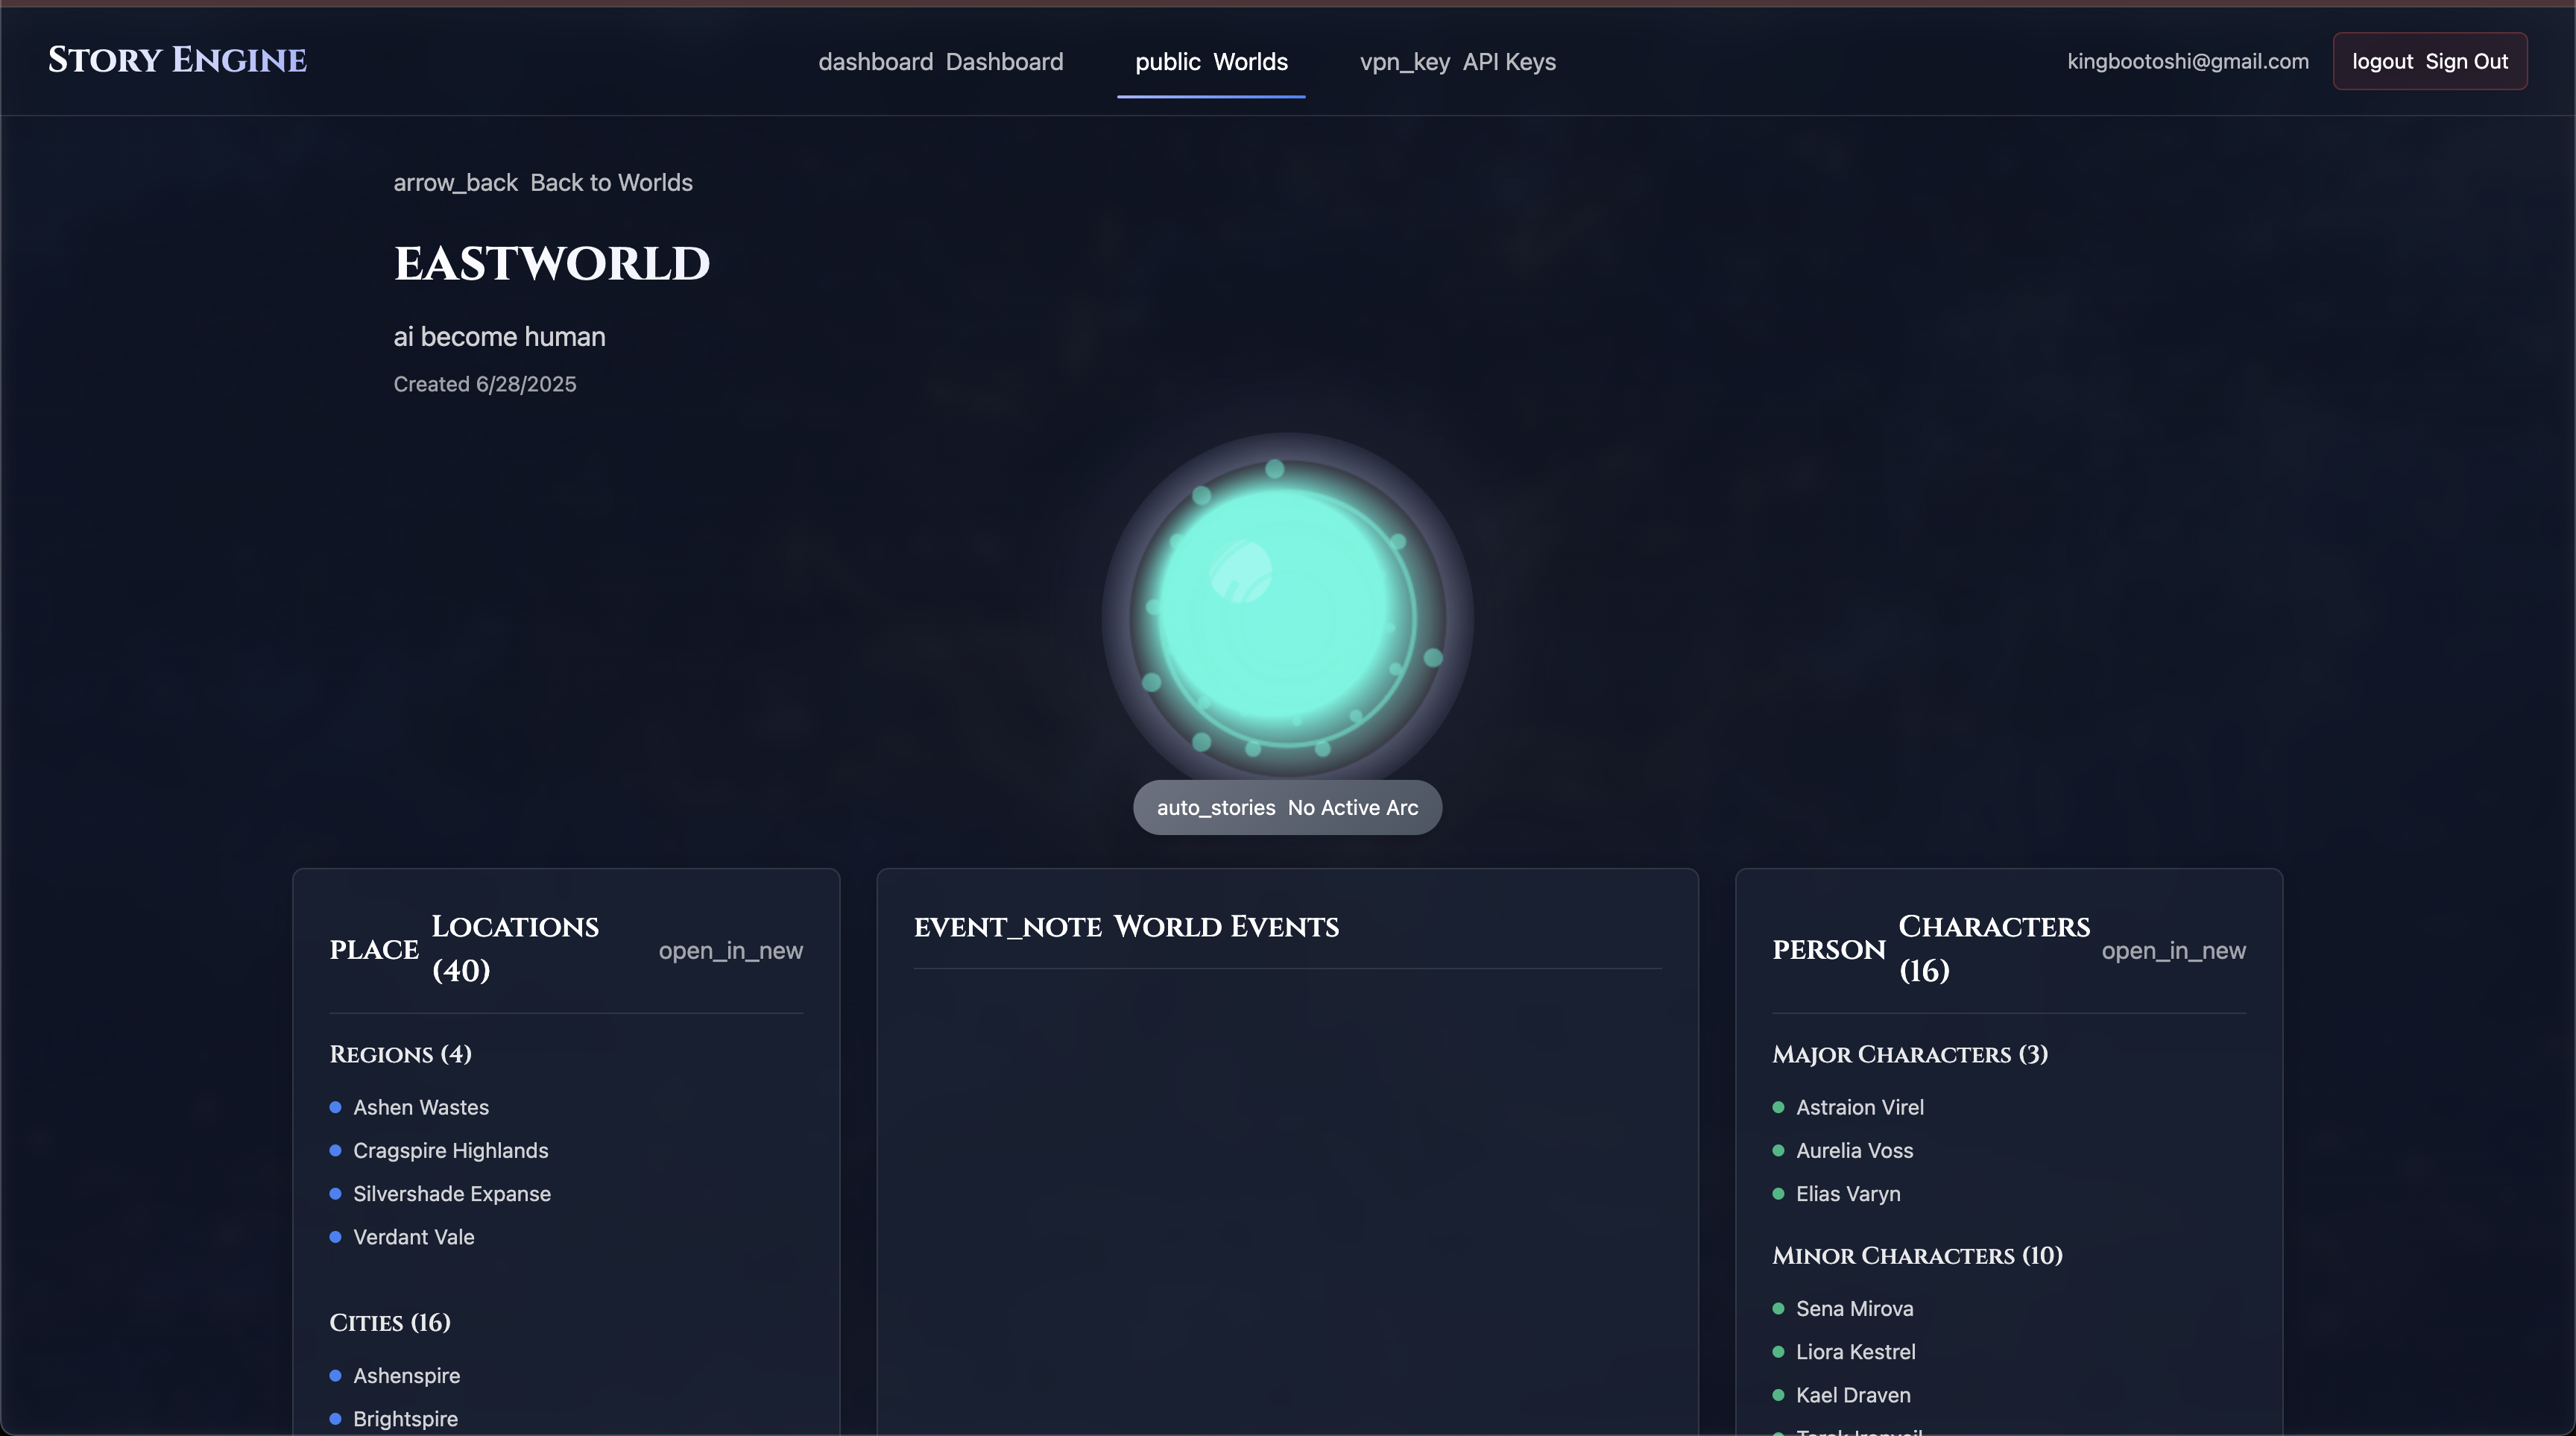 Story Engine
dashboard Dashboard
public Worlds
vpn_key API Keys
kingbootoshi@gmail.com
logout Sign Out
arrow_back Back to Worlds
EASTWORLD
ai become human
Created 6/28/2025
auto_stories No Active Arc
place Locations (40) open_in_new
Regions (4)
Ashen Wastes
Cragspire Highlands
Silvershade Expanse
Verdant Vale
Cities (16)
Ashenspire
Brightspire
event_note World Events
person Characters (16) open_in_new
Major Characters (3)
Astraion Virel
Aurelia Voss
Elias Varyn
Minor Characters (10)
Sena Mirova
Liora Kestrel
Kael Draven